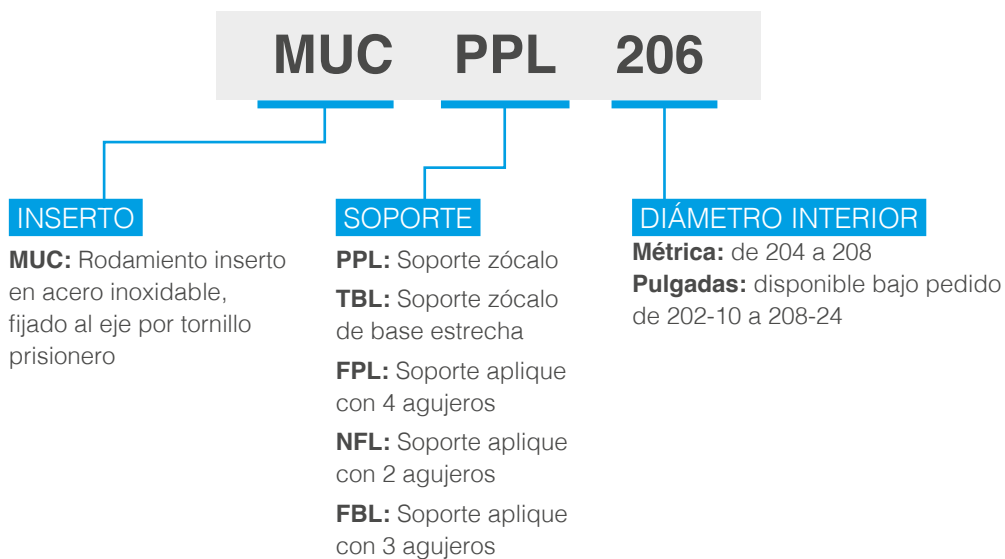 MUC PPL 206
INSERTO
MUC: Rodamiento inserto
en acero inoxidable,
fijado al eje por tornillo
prisionero
SOPORTE
PPL: Soporte zócalo
TBL: Soporte zócalo
de base estrecha
FPL: Soporte aplique
con 4 agujeros
NFL: Soporte aplique
con 2 agujeros
FBL: Soporte aplique
con 3 agujeros
DIÁMETRO INTERIOR
Métrica: de 204 a 208
Pulgadas: disponible bajo pedido
de 202-10 a 208-24